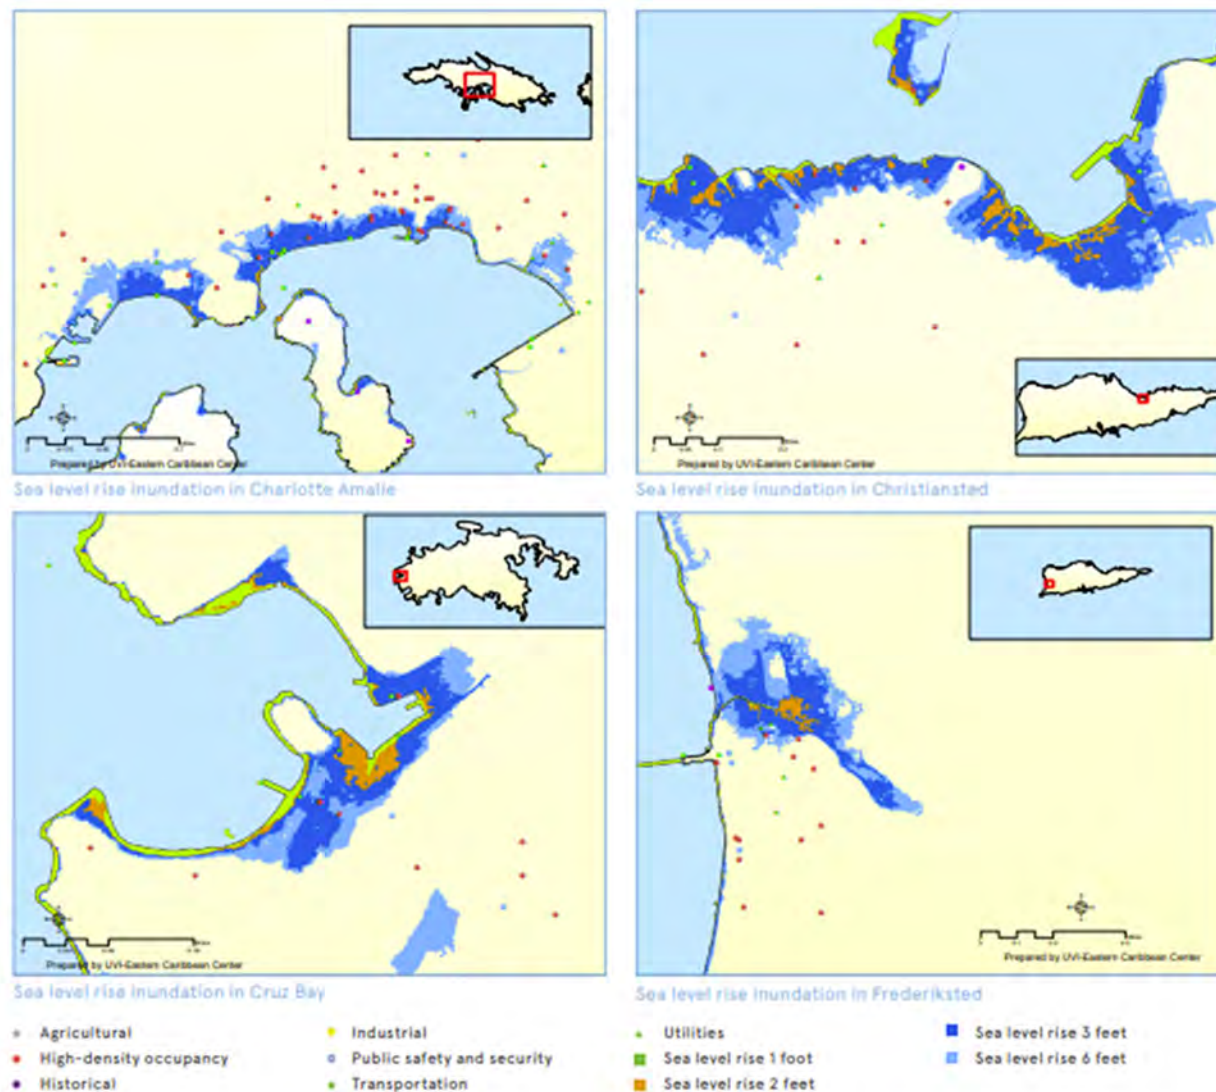 Prepared by UVI-Eastern Caribbean Center
Sea level rise inundation in Charlotte Amalie
Prepared by UVI-Eastern Caribbean Center
Sea level rise inundation in Christiansted
Prepared by UVI-Eastern Caribbean Center
Sea level rise inundation in Cruz Bay
Prepared by UVI-Eastern Caribbean Center
Sea level rise inundation in Frederiksted
Agricultural
High-density occupancy
Historical
Industrial
Public safety and security
Transportation
Utilities
Sea level rise 1 foot
Sea level rise 2 feet
Sea level rise 3 feet
Sea level rise 6 feet